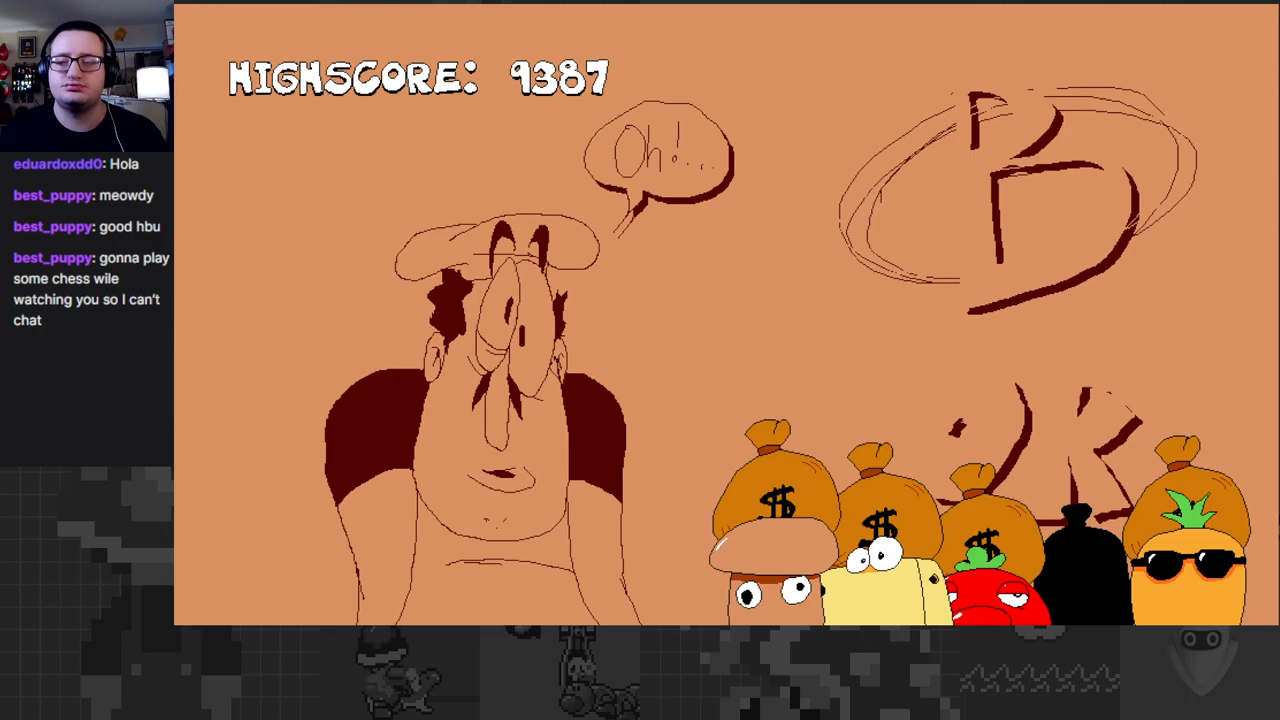 HIGHSCORE: 9387
Oh!....
eduardoxdd0: Hola
best_puppy: meowdy
best_puppy: good hbu
best_puppy: gonna play
some chess wile
watching you so I can't
chat
$
$
$